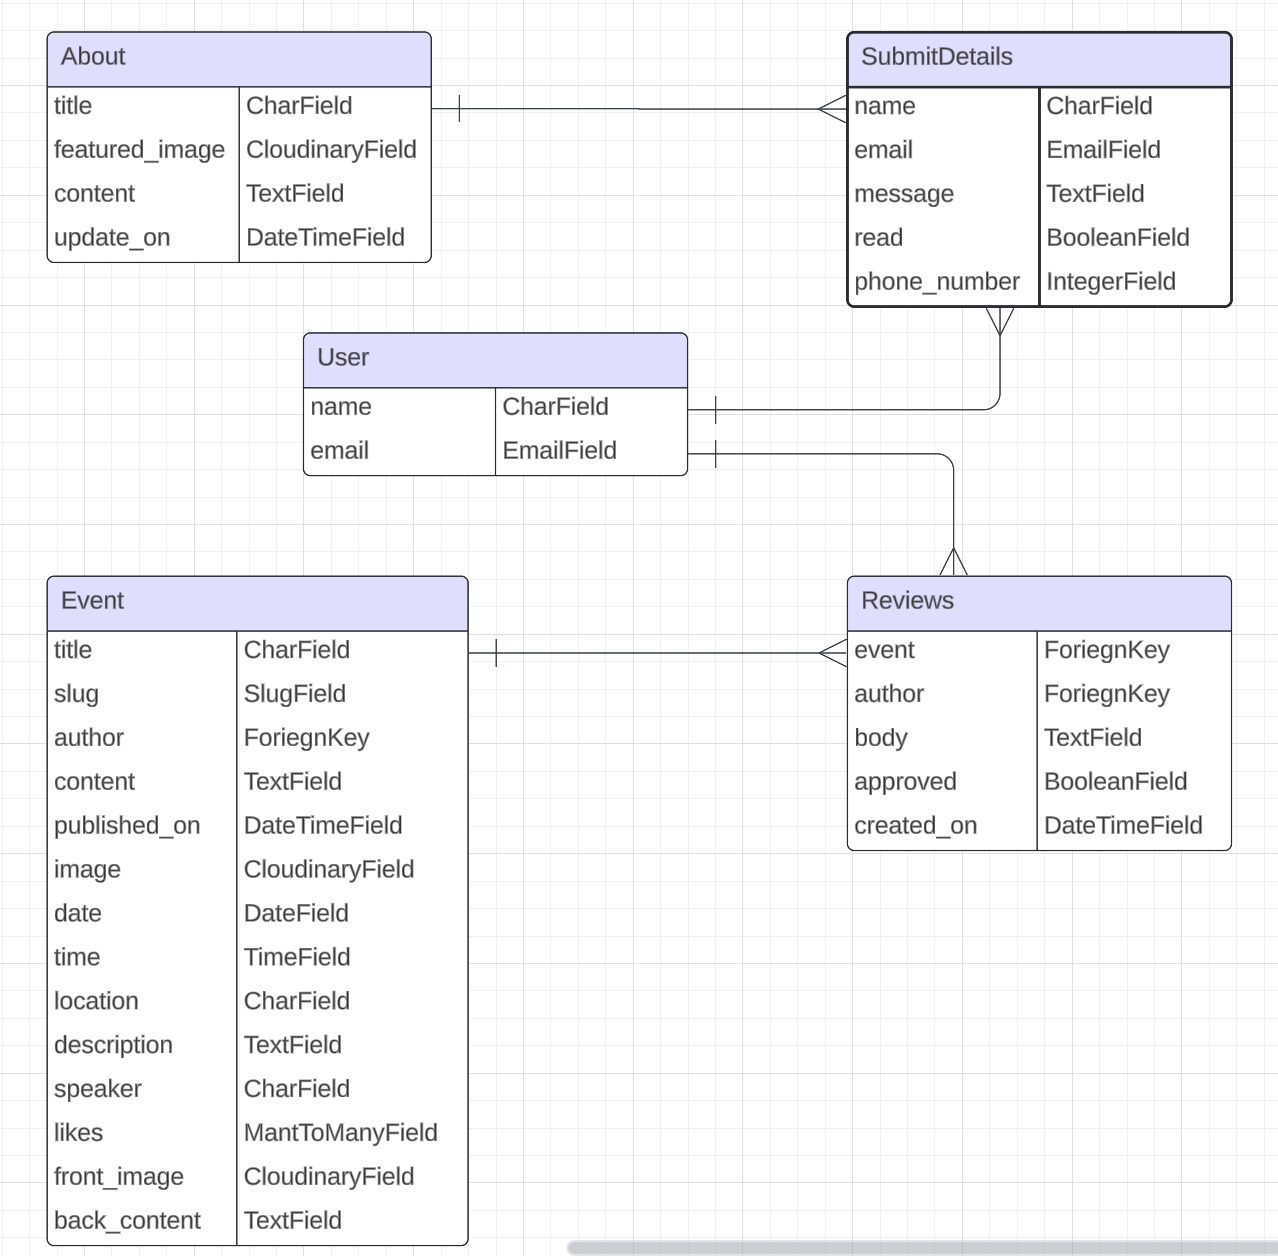 About
title CharField
featured_image CloudinaryField
content TextField
update_on DateTimeField
SubmitDetails
name CharField
email EmailField
message TextField
read BooleanField
phone_number IntegerField
User
name CharField
email EmailField
Event
title CharField
slug SlugField
author ForiegnKey
content TextField
published_on DateTimeField
image CloudinaryField
date DateField
time TimeField
location CharField
description TextField
speaker CharField
likes MantToManyField
front_image CloudinaryField
back_content TextField
Reviews
event ForiegnKey
author ForiegnKey
body TextField
approved BooleanField
created_on DateTimeField